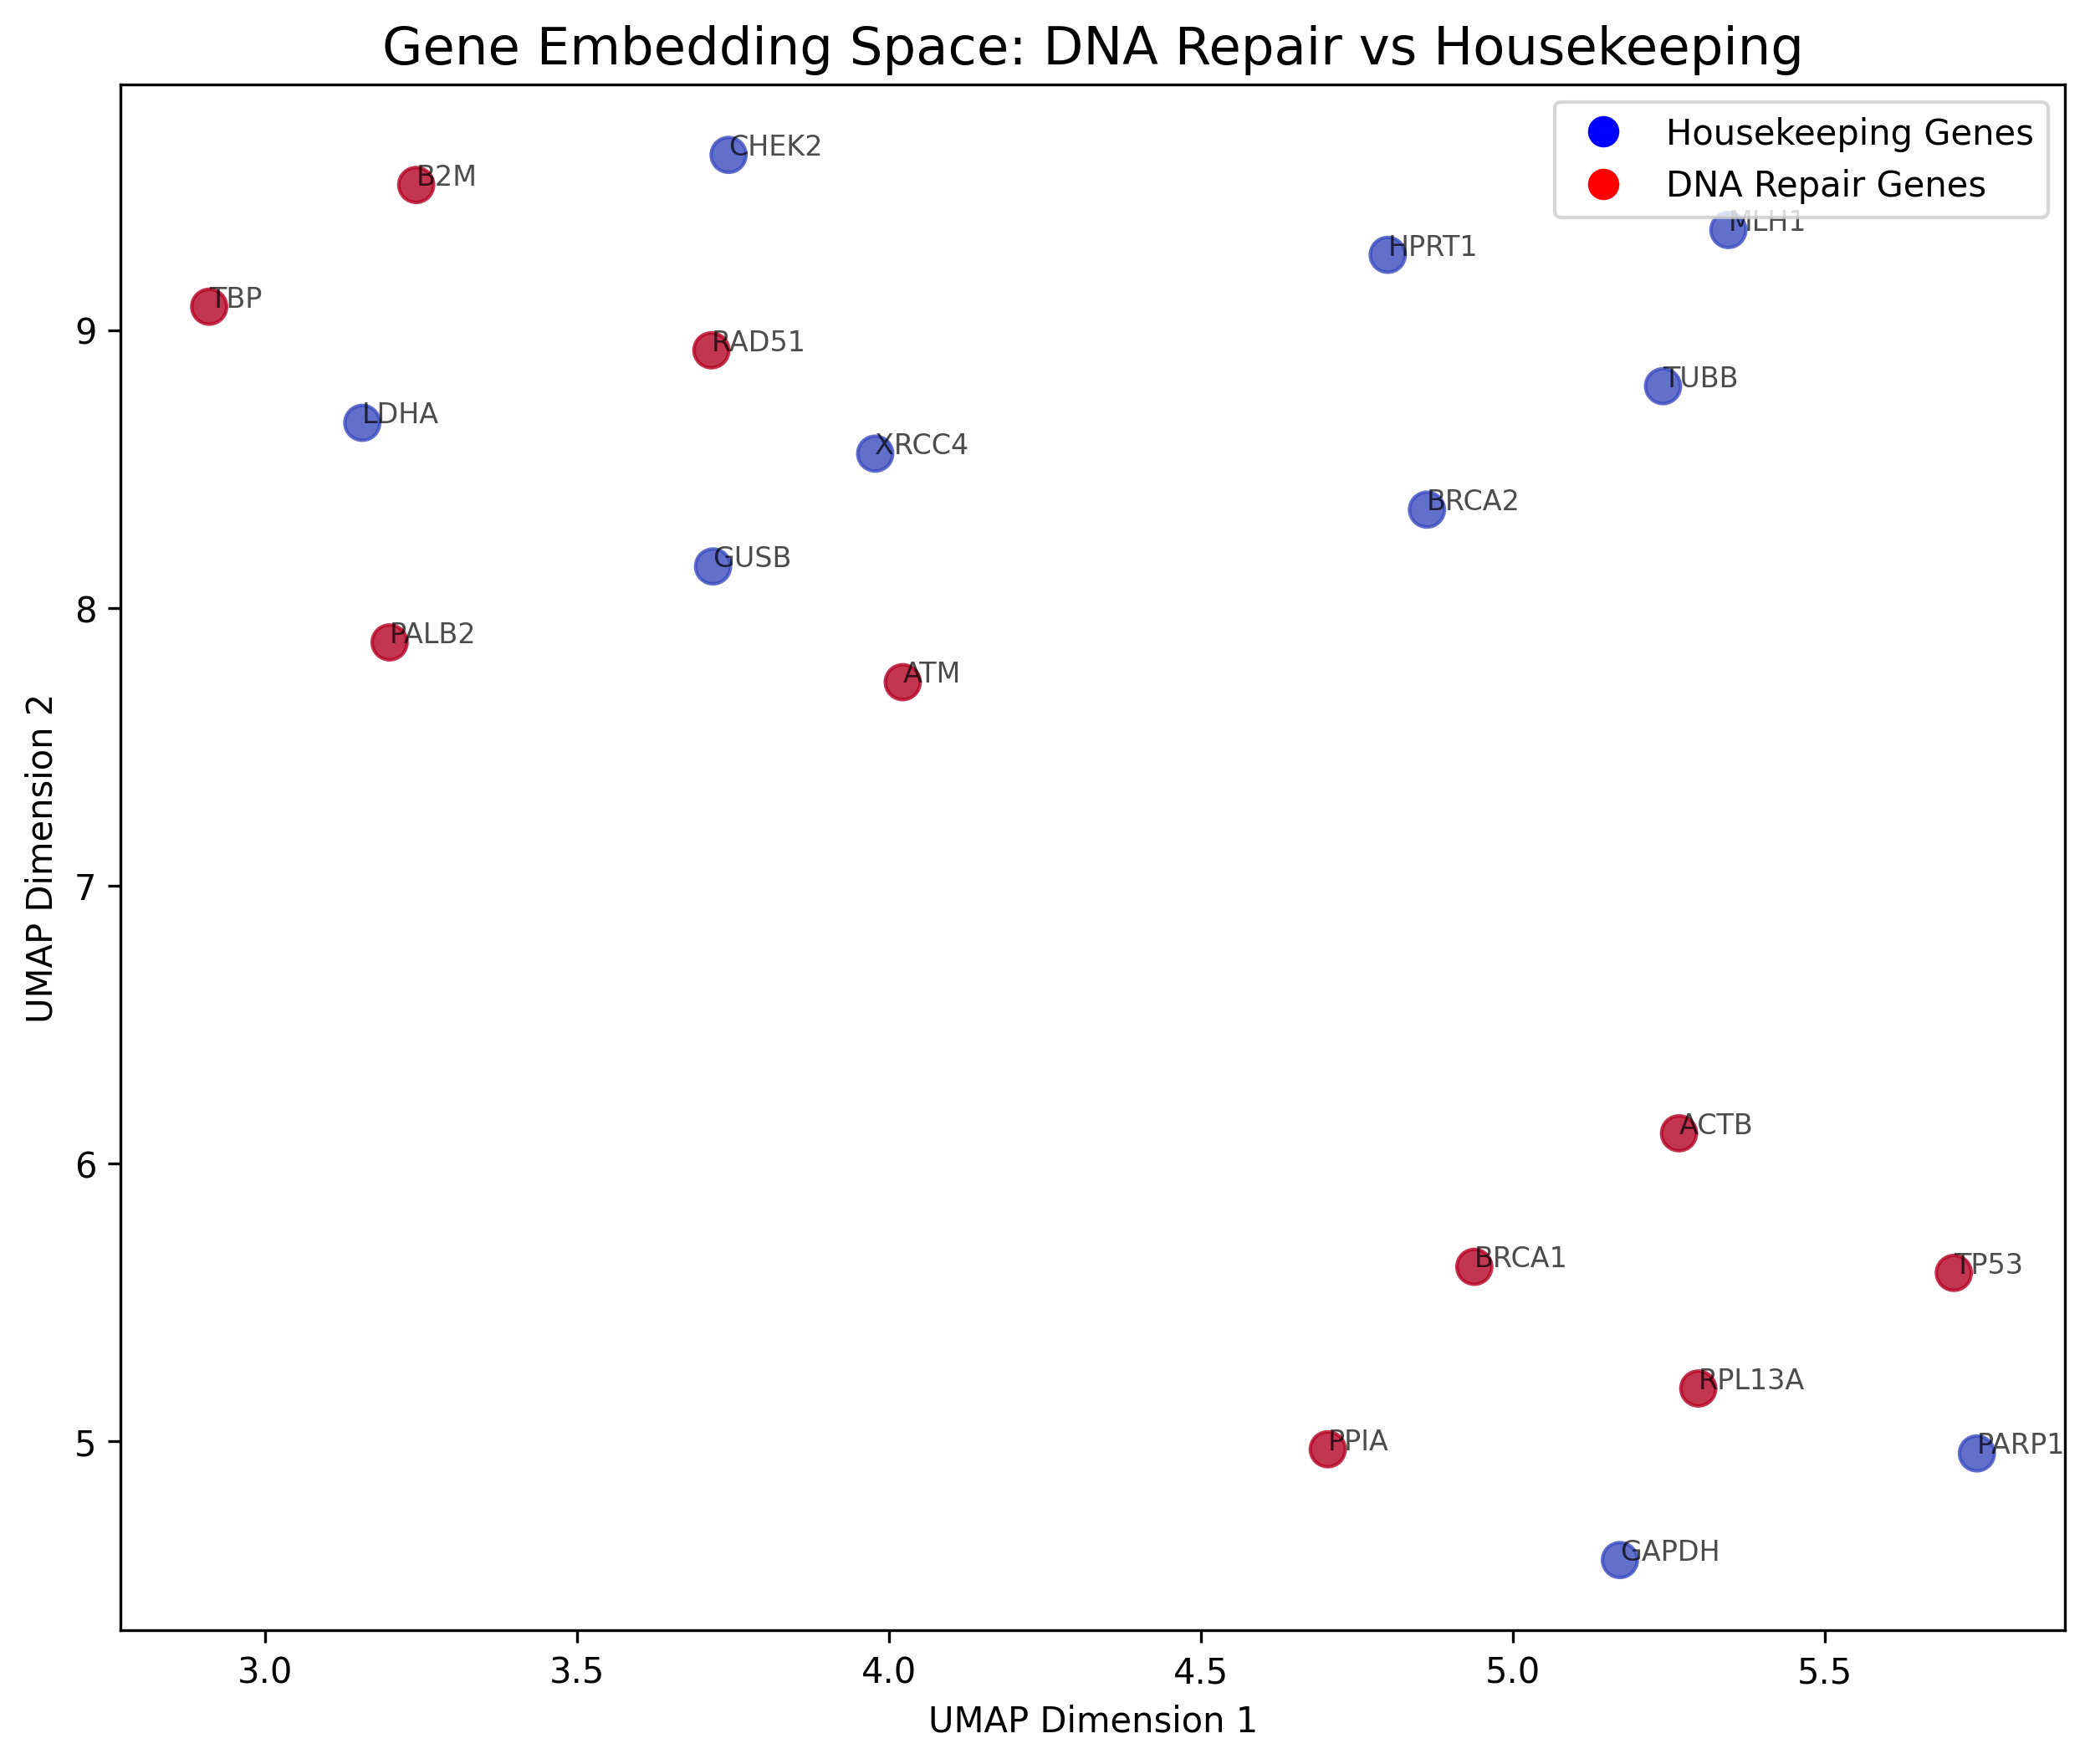 Gene Embedding Space: DNA Repair vs Housekeeping
Housekeeping Genes
DNA Repair Genes
CHEK2
B2M
MLH1
HPRT1
TBP
RAD51
TUBB
LDHA
XRCC4
BRCA2
GUSB
PALB2
ATM
ACTB
BRCA1
TP53
RPL13A
PPIA
PARP1
GAPDH
9
8
7
6
5
UMAP Dimension 2
3.0 3.5 4.0 4.5 5.0 5.5
UMAP Dimension 1